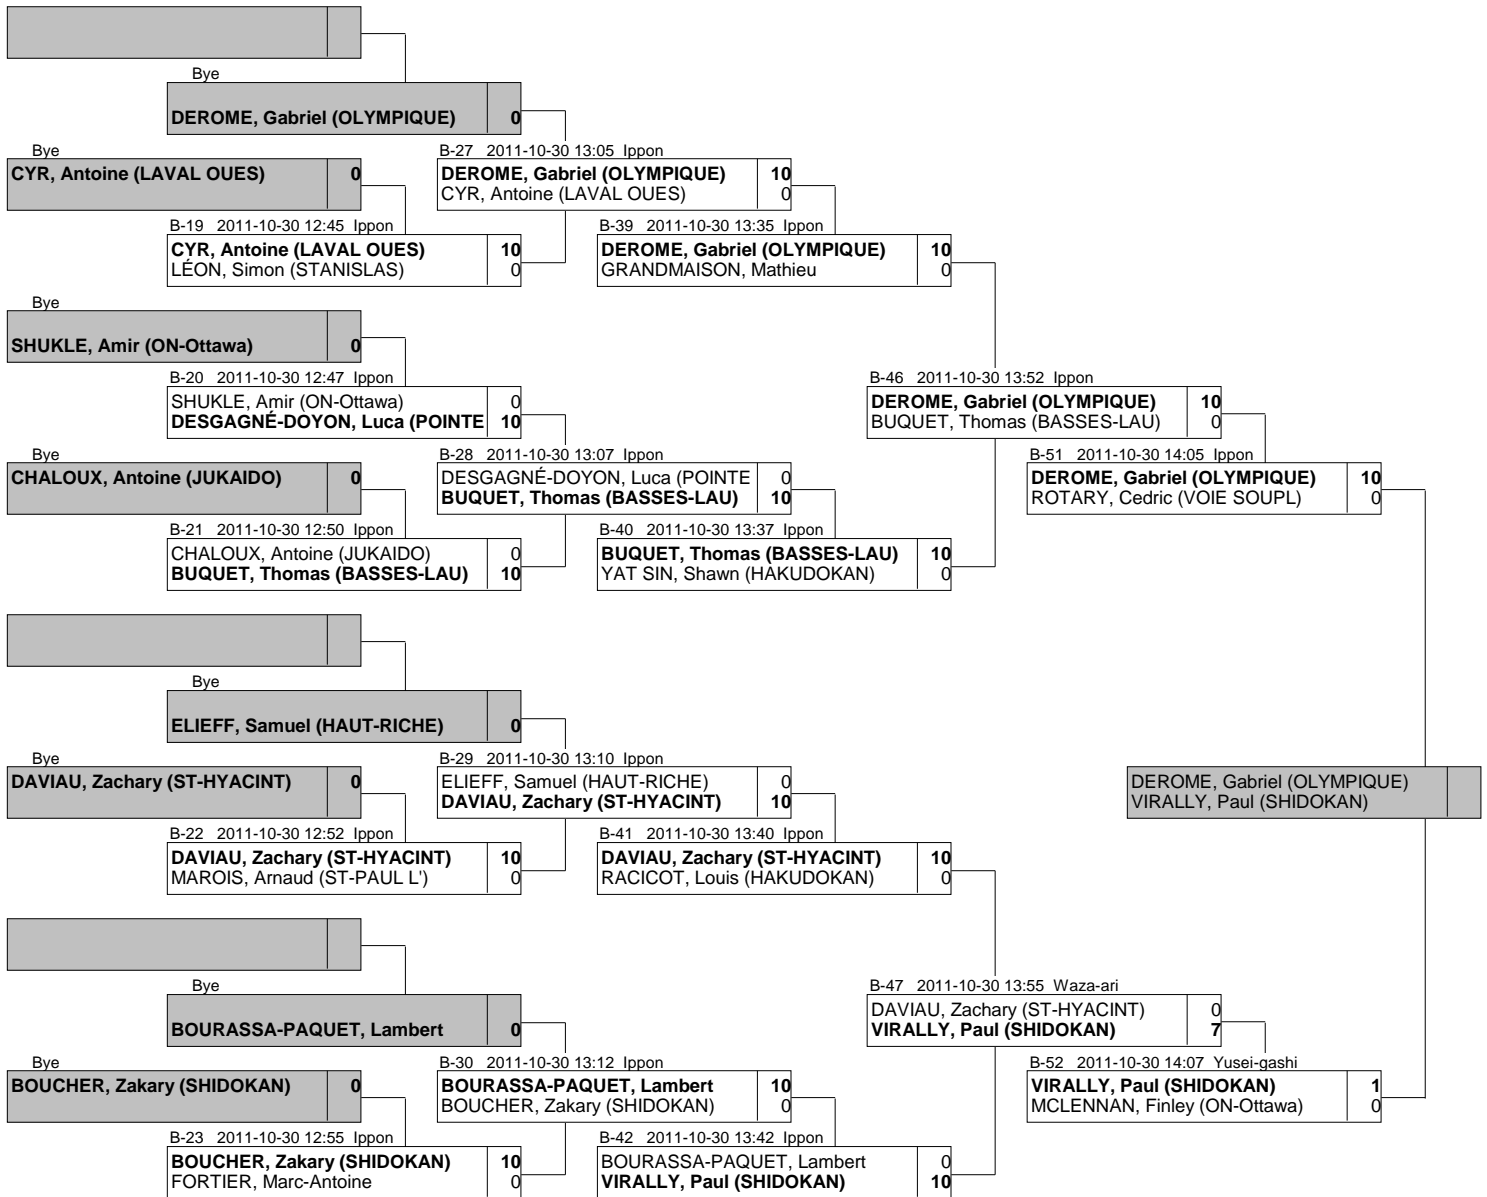 Bye
DEROME, Gabriel (OLYMPIQUE) 0
Bye
CYR, Antoine (LAVAL OUES) 0
B-27 2011-10-30 13:05 Ippon
DEROME, Gabriel (OLYMPIQUE) 10
CYR, Antoine (LAVAL OUES) 0
B-19 2011-10-30 12:45 Ippon
CYR, Antoine (LAVAL OUES) 10
LÉON, Simon (STANISLAS) 0
B-39 2011-10-30 13:35 Ippon
DEROME, Gabriel (OLYMPIQUE) 10
GRANDMAISON, Mathieu 0
Bye
SHUKLE, Amir (ON-Ottawa) 0
B-20 2011-10-30 12:47 Ippon
SHUKLE, Amir (ON-Ottawa) 0
DESGAGNÉ-DOYON, Luca (POINTE 10
B-46 2011-10-30 13:52 Ippon
DEROME, Gabriel (OLYMPIQUE) 10
BUQUET, Thomas (BASSES-LAU) 0
Bye
CHALOUX, Antoine (JUKAIDO) 0
B-28 2011-10-30 13:07 Ippon
DESGAGNÉ-DOYON, Luca (POINTE 0
BUQUET, Thomas (BASSES-LAU) 10
B-51 2011-10-30 14:05 Ippon
DEROME, Gabriel (OLYMPIQUE) 10
ROTARY, Cedric (VOIE SOUPL) 0
B-21 2011-10-30 12:50 Ippon
CHALOUX, Antoine (JUKAIDO) 0
BUQUET, Thomas (BASSES-LAU) 10
B-40 2011-10-30 13:37 Ippon
BUQUET, Thomas (BASSES-LAU) 10
YAT SIN, Shawn (HAKUDOKAN) 0
Bye
ELIEFF, Samuel (HAUT-RICHE) 0
Bye
DAVIAU, Zachary (ST-HYACINT) 0
B-29 2011-10-30 13:10 Ippon
ELIEFF, Samuel (HAUT-RICHE) 0
DAVIAU, Zachary (ST-HYACINT) 10
DEROME, Gabriel (OLYMPIQUE)
VIRALLY, Paul (SHIDOKAN)
B-22 2011-10-30 12:52 Ippon
DAVIAU, Zachary (ST-HYACINT) 10
MAROIS, Arnaud (ST-PAUL L') 0
B-41 2011-10-30 13:40 Ippon
DAVIAU, Zachary (ST-HYACINT) 10
RACICOT, Louis (HAKUDOKAN) 0
Bye
BOURASSA-PAQUET, Lambert 0
B-47 2011-10-30 13:55 Waza-ari
DAVIAU, Zachary (ST-HYACINT) 0
VIRALLY, Paul (SHIDOKAN) 7
Bye
BOUCHER, Zakary (SHIDOKAN) 0
B-30 2011-10-30 13:12 Ippon
BOURASSA-PAQUET, Lambert 10
BOUCHER, Zakary (SHIDOKAN) 0
B-52 2011-10-30 14:07 Yusei-gashi
VIRALLY, Paul (SHIDOKAN) 1
MCLENNAN, Finley (ON-Ottawa) 0
B-23 2011-10-30 12:55 Ippon
BOUCHER, Zakary (SHIDOKAN) 10
FORTIER, Marc-Antoine 0
B-42 2011-10-30 13:42 Ippon
BOURASSA-PAQUET, Lambert 0
VIRALLY, Paul (SHIDOKAN) 10